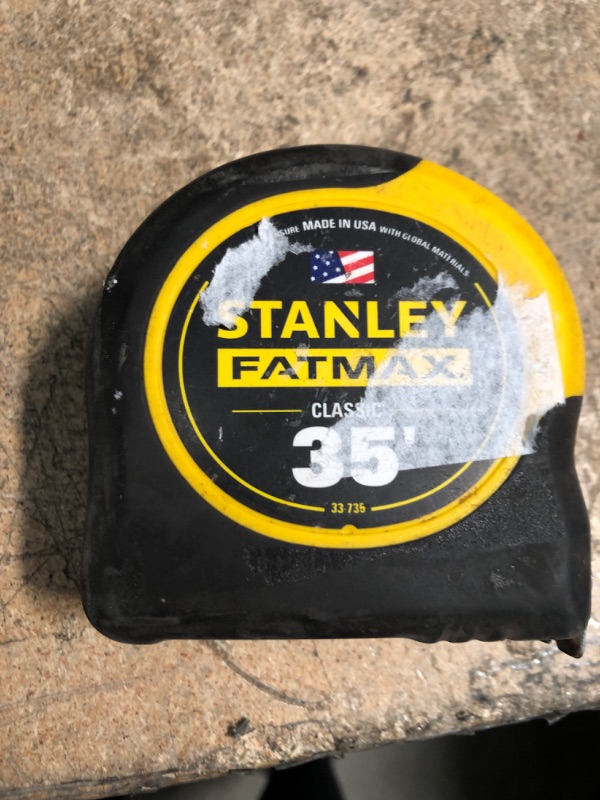 MADE IN USA WITH GLOBAL MATERIALS
STANLEY
FATMAX
CLASSIC
35'
33-735